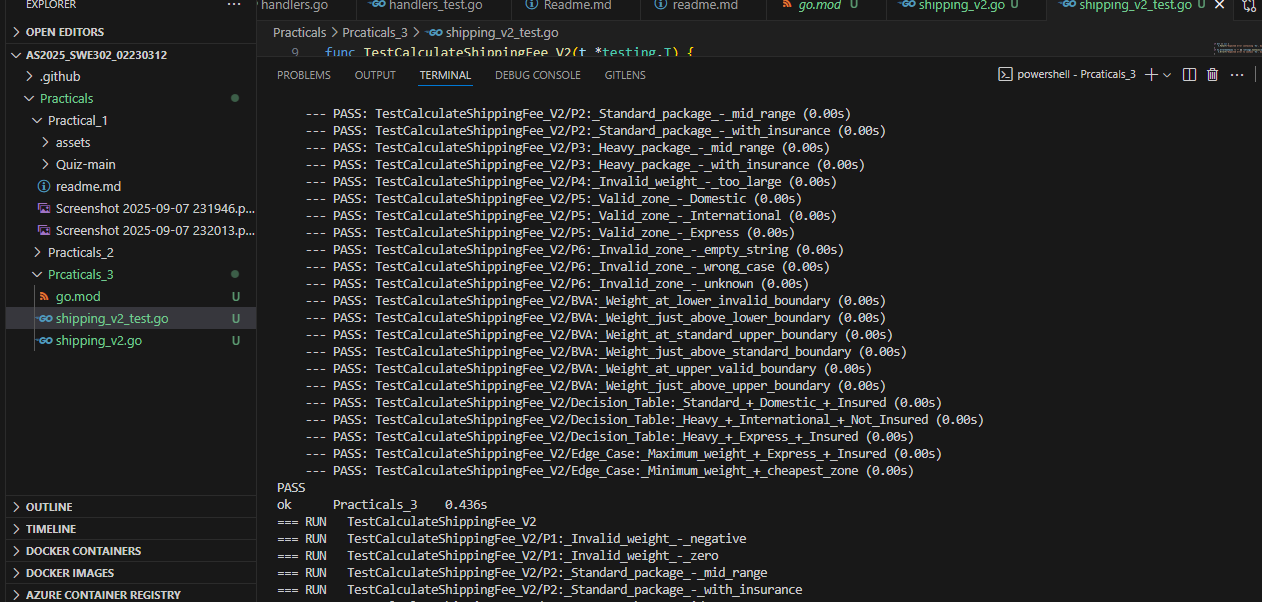 EXPLORER
···
handlers.go
handlers_test.go
Readme.md
readme.md
go.mod U
shipping_v2.go U
shipping_v2_test.go U
OPEN EDITORS
AS2025_SWE302_02230312
.github
Practicals
Practical_1
assets
Quiz-main
readme.md
Screenshot 2025-09-07 231946.p...
Screenshot 2025-09-07 232013.p...
Practicals_2
Prcaticals_3
go.mod U
shipping_v2_test.go U
shipping_v2.go U
OUTLINE
TIMELINE
DOCKER CONTAINERS
DOCKER IMAGES
AZURE CONTAINER REGISTRY
Practicals > Prcaticals_3 > shipping_v2_test.go
9 func TestCalculateShippingFee_V2(t *testing.T) {
PROBLEMS OUTPUT TERMINAL DEBUG CONSOLE GITLENS
powershell - Prcaticals_3
--- PASS: TestCalculateShippingFee_V2/P2:_Standard_package_-_mid_range (0.00s)
--- PASS: TestCalculateShippingFee_V2/P2:_Standard_package_-_with_insurance (0.00s)
--- PASS: TestCalculateShippingFee_V2/P3:_Heavy_package_-_mid_range (0.00s)
--- PASS: TestCalculateShippingFee_V2/P3:_Heavy_package_-_with_insurance (0.00s)
--- PASS: TestCalculateShippingFee_V2/P4:_Invalid_weight_-_too_large (0.00s)
--- PASS: TestCalculateShippingFee_V2/P5:_Valid_zone_-_Domestic (0.00s)
--- PASS: TestCalculateShippingFee_V2/P5:_Valid_zone_-_International (0.00s)
--- PASS: TestCalculateShippingFee_V2/P5:_Valid_zone_-_Express (0.00s)
--- PASS: TestCalculateShippingFee_V2/P6:_Invalid_zone_-_empty_string (0.00s)
--- PASS: TestCalculateShippingFee_V2/P6:_Invalid_zone_-_wrong_case (0.00s)
--- PASS: TestCalculateShippingFee_V2/P6:_Invalid_zone_-_unknown (0.00s)
--- PASS: TestCalculateShippingFee_V2/BVA:_Weight_at_lower_invalid_boundary (0.00s)
--- PASS: TestCalculateShippingFee_V2/BVA:_Weight_just_above_lower_boundary (0.00s)
--- PASS: TestCalculateShippingFee_V2/BVA:_Weight_at_standard_upper_boundary (0.00s)
--- PASS: TestCalculateShippingFee_V2/BVA:_Weight_just_above_standard_boundary (0.00s)
--- PASS: TestCalculateShippingFee_V2/BVA:_Weight_at_upper_valid_boundary (0.00s)
--- PASS: TestCalculateShippingFee_V2/BVA:_Weight_just_above_upper_boundary (0.00s)
--- PASS: TestCalculateShippingFee_V2/Decision_Table:_Standard_+_Domestic_+_Insured (0.00s)
--- PASS: TestCalculateShippingFee_V2/Decision_Table:_Heavy_+_International_+_Not_Insured (0.00s)
--- PASS: TestCalculateShippingFee_V2/Decision_Table:_Heavy_+_Express_+_Insured (0.00s)
--- PASS: TestCalculateShippingFee_V2/Edge_Case:_Maximum_weight_+_Express_+_Insured (0.00s)
--- PASS: TestCalculateShippingFee_V2/Edge_Case:_Minimum_weight_+_cheapest_zone (0.00s)
PASS
ok Practicals_3 0.436s
=== RUN TestCalculateShippingFee_V2
=== RUN TestCalculateShippingFee_V2/P1:_Invalid_weight_-_negative
=== RUN TestCalculateShippingFee_V2/P1:_Invalid_weight_-_zero
=== RUN TestCalculateShippingFee_V2/P2:_Standard_package_-_mid_range
=== RUN TestCalculateShippingFee_V2/P2:_Standard_package_-_with_insurance